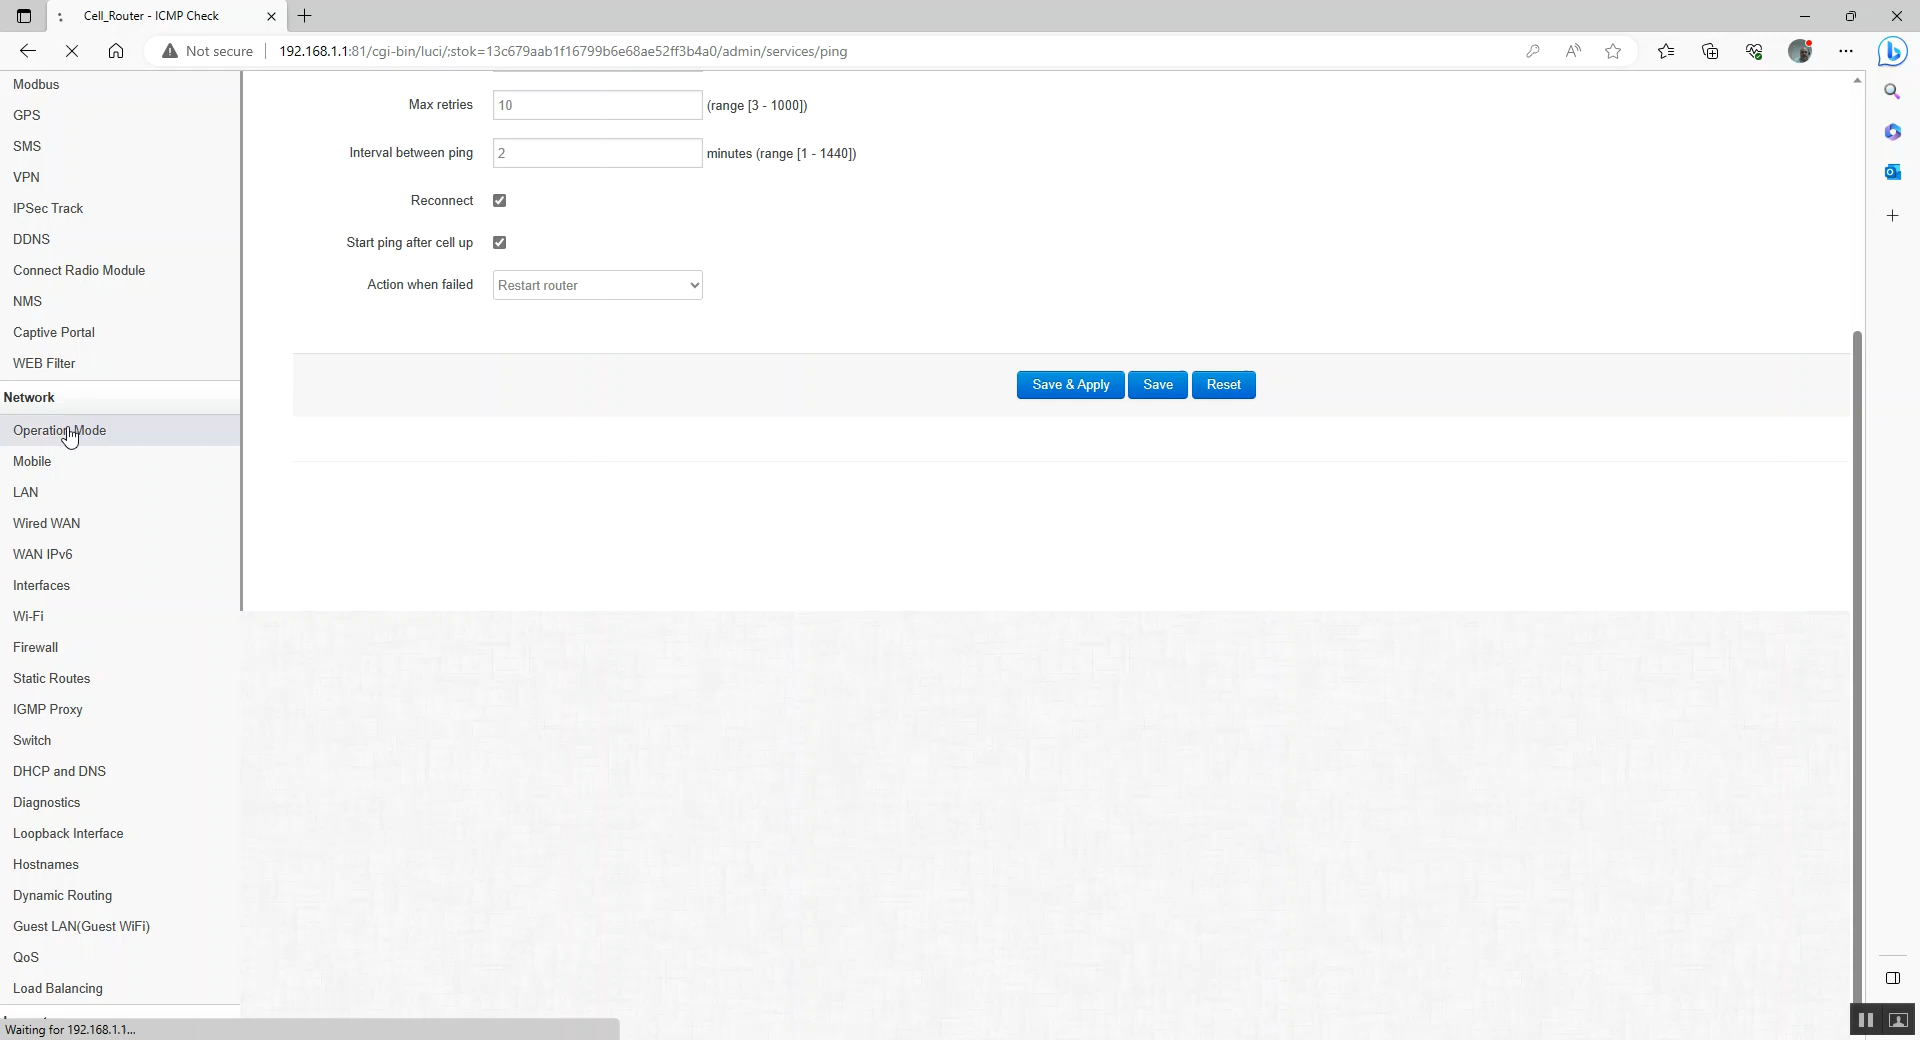 Cell_Router - ICMP Check
Not secure
192.168.1.1:81/cgi-bin/luci/;stok=13c679aab1f16799b6e68ae52ff3b4a0/admin/services/ping
Modbus
GPS
SMS
VPN
IPSec Track
DDNS
Connect Radio Module
NMS
Captive Portal
WEB Filter
Network
Operation Mode
Mobile
LAN
Wired WAN
WAN IPv6
Interfaces
Wi-Fi
Firewall
Static Routes
IGMP Proxy
Switch
DHCP and DNS
Diagnostics
Loopback Interface
Hostnames
Dynamic Routing
Guest LAN(Guest WiFi)
QoS
Load Balancing
Max retries 10 (range [3 - 1000])
Interval between ping 2 minutes (range [1 - 1440])
Reconnect
Start ping after cell up
Action when failed Restart router
Save & Apply Save Reset
Waiting for 192.168.1.1...